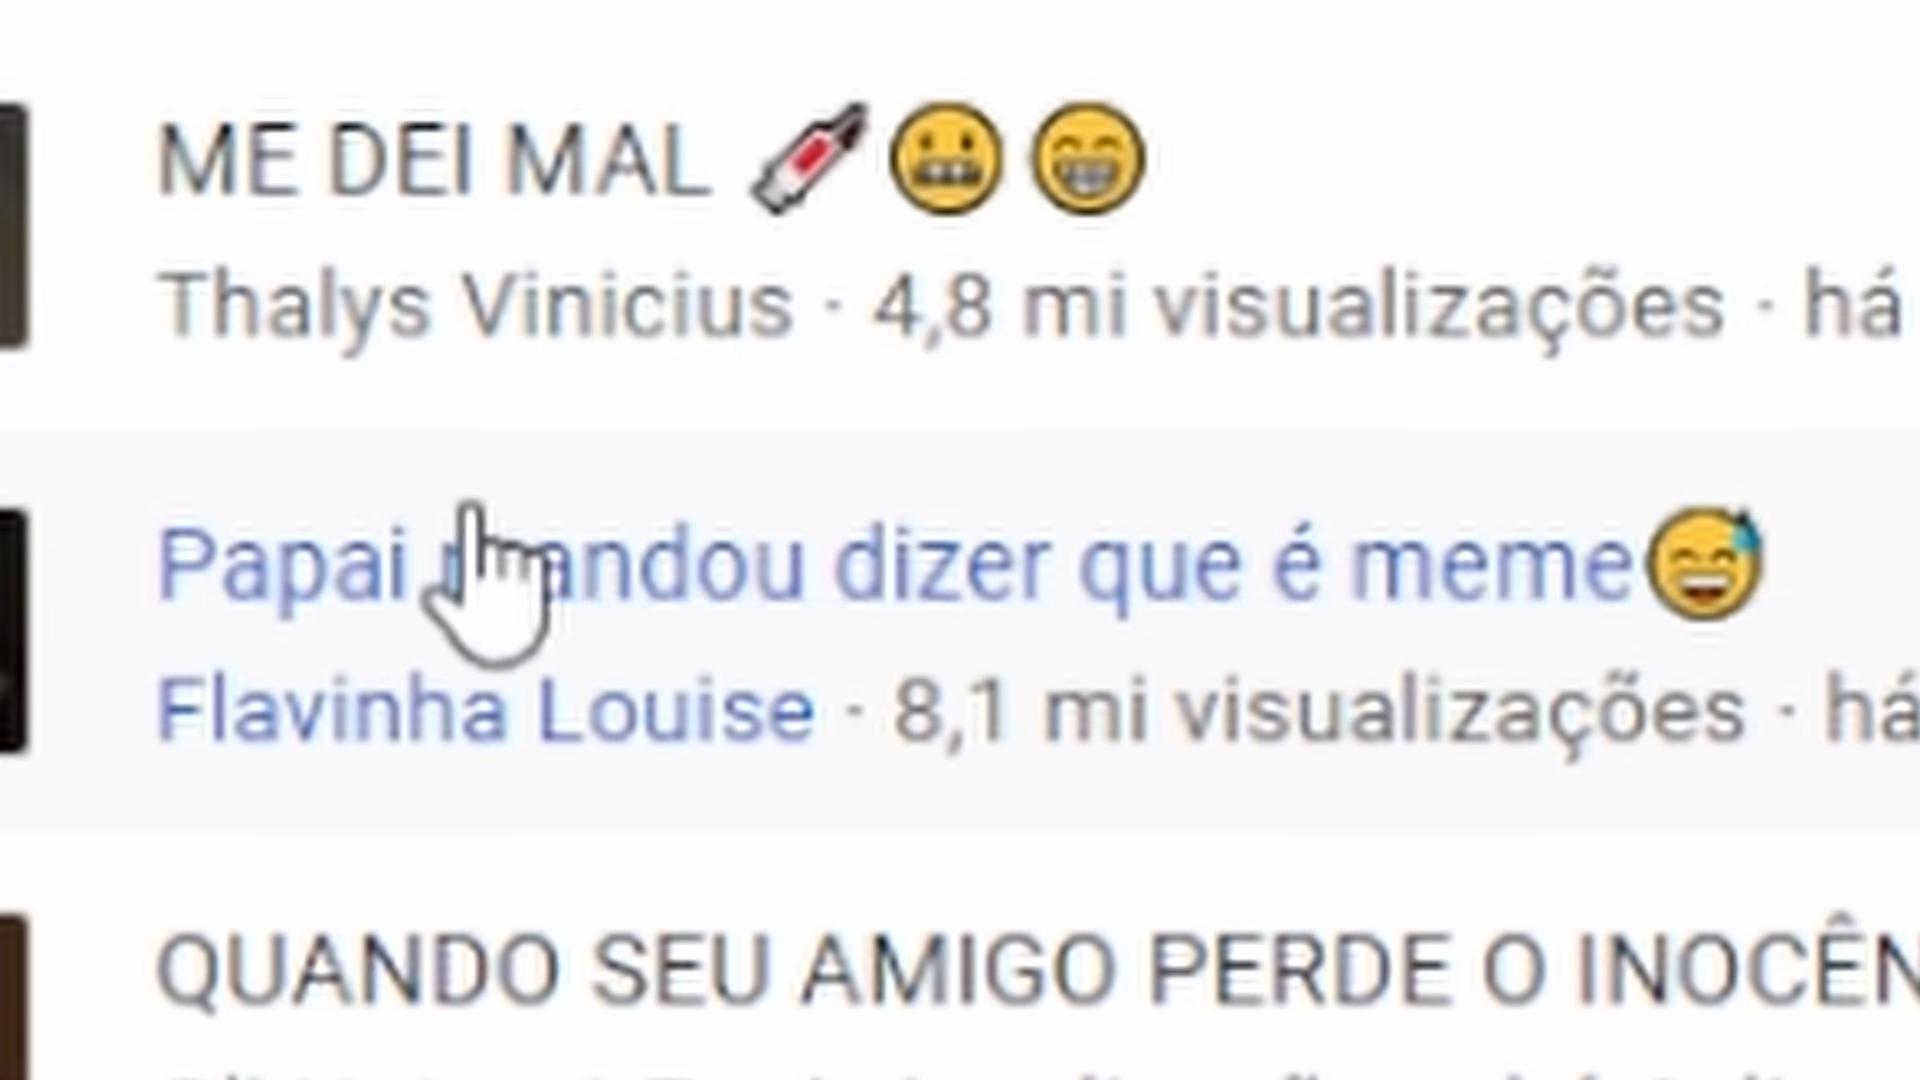 ME DEI MAL 💉😬😁
Thalys Vinicius · 4,8 mi visualizações · há
Papai mandou dizer que é meme😅
Flavinha Louise · 8,1 mi visualizações · há
QUANDO SEU AMIGO PERDE O INOCÊN